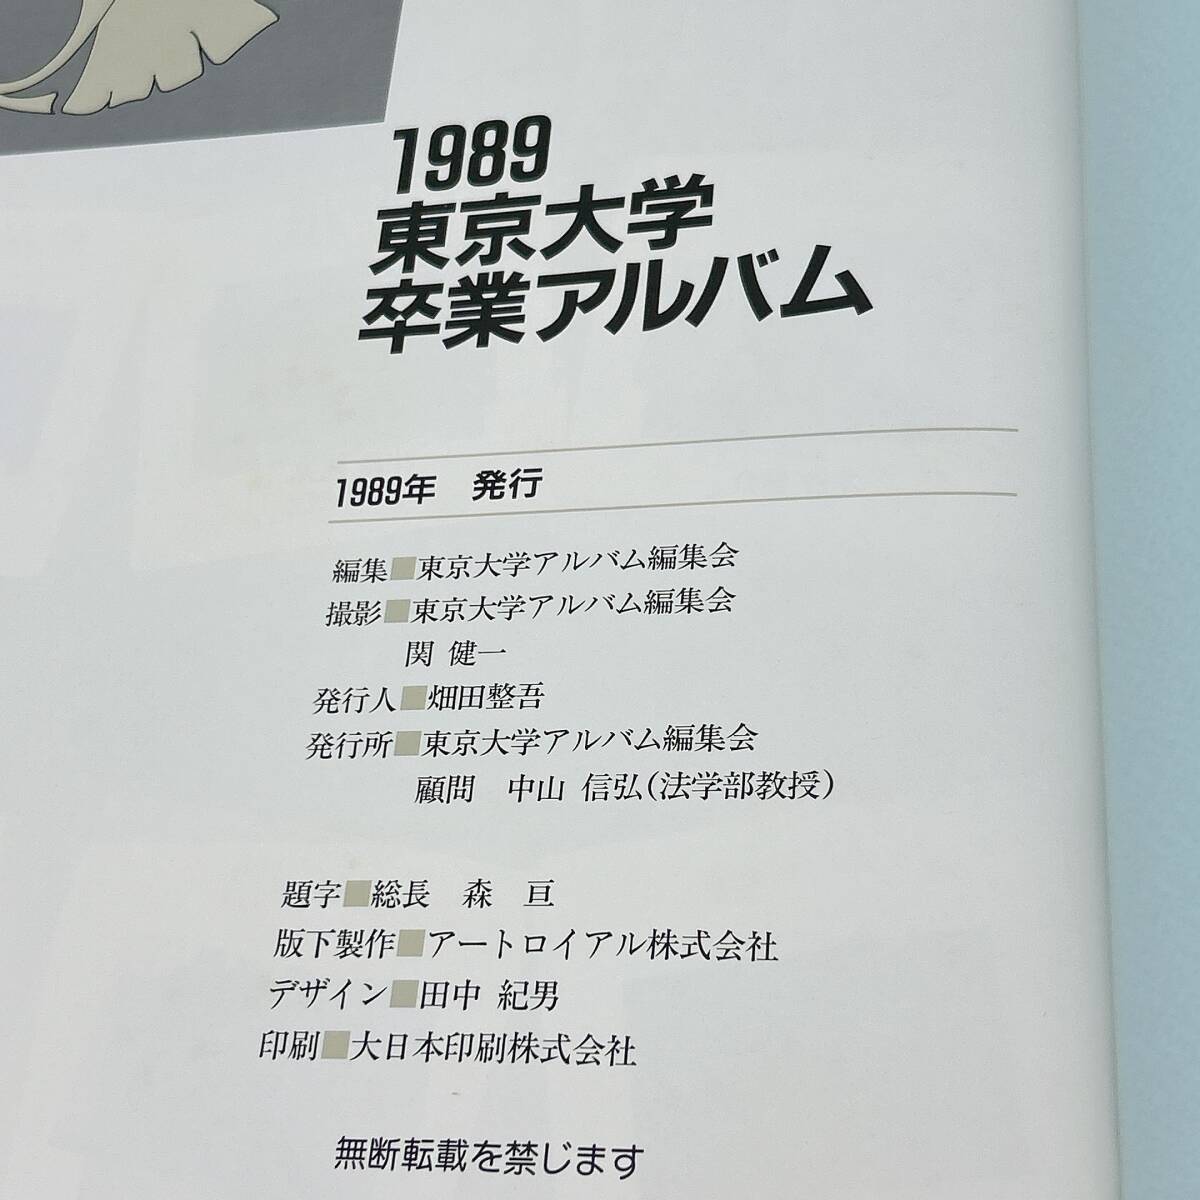 1989
東京大学
卒業アルバム
1989年 発行
編集■東京大学アルバム編集会
撮影■東京大学アルバム編集会
関 健一
発行人■畑田整吾
発行所■東京大学アルバム編集会
顧問 中山 信弘(法学部教授)
題字■総長 森 亘
版下製作■アートロイアル株式会社
デザイン■田中 紀男
印刷■大日本印刷株式会社
無断転載を禁じます